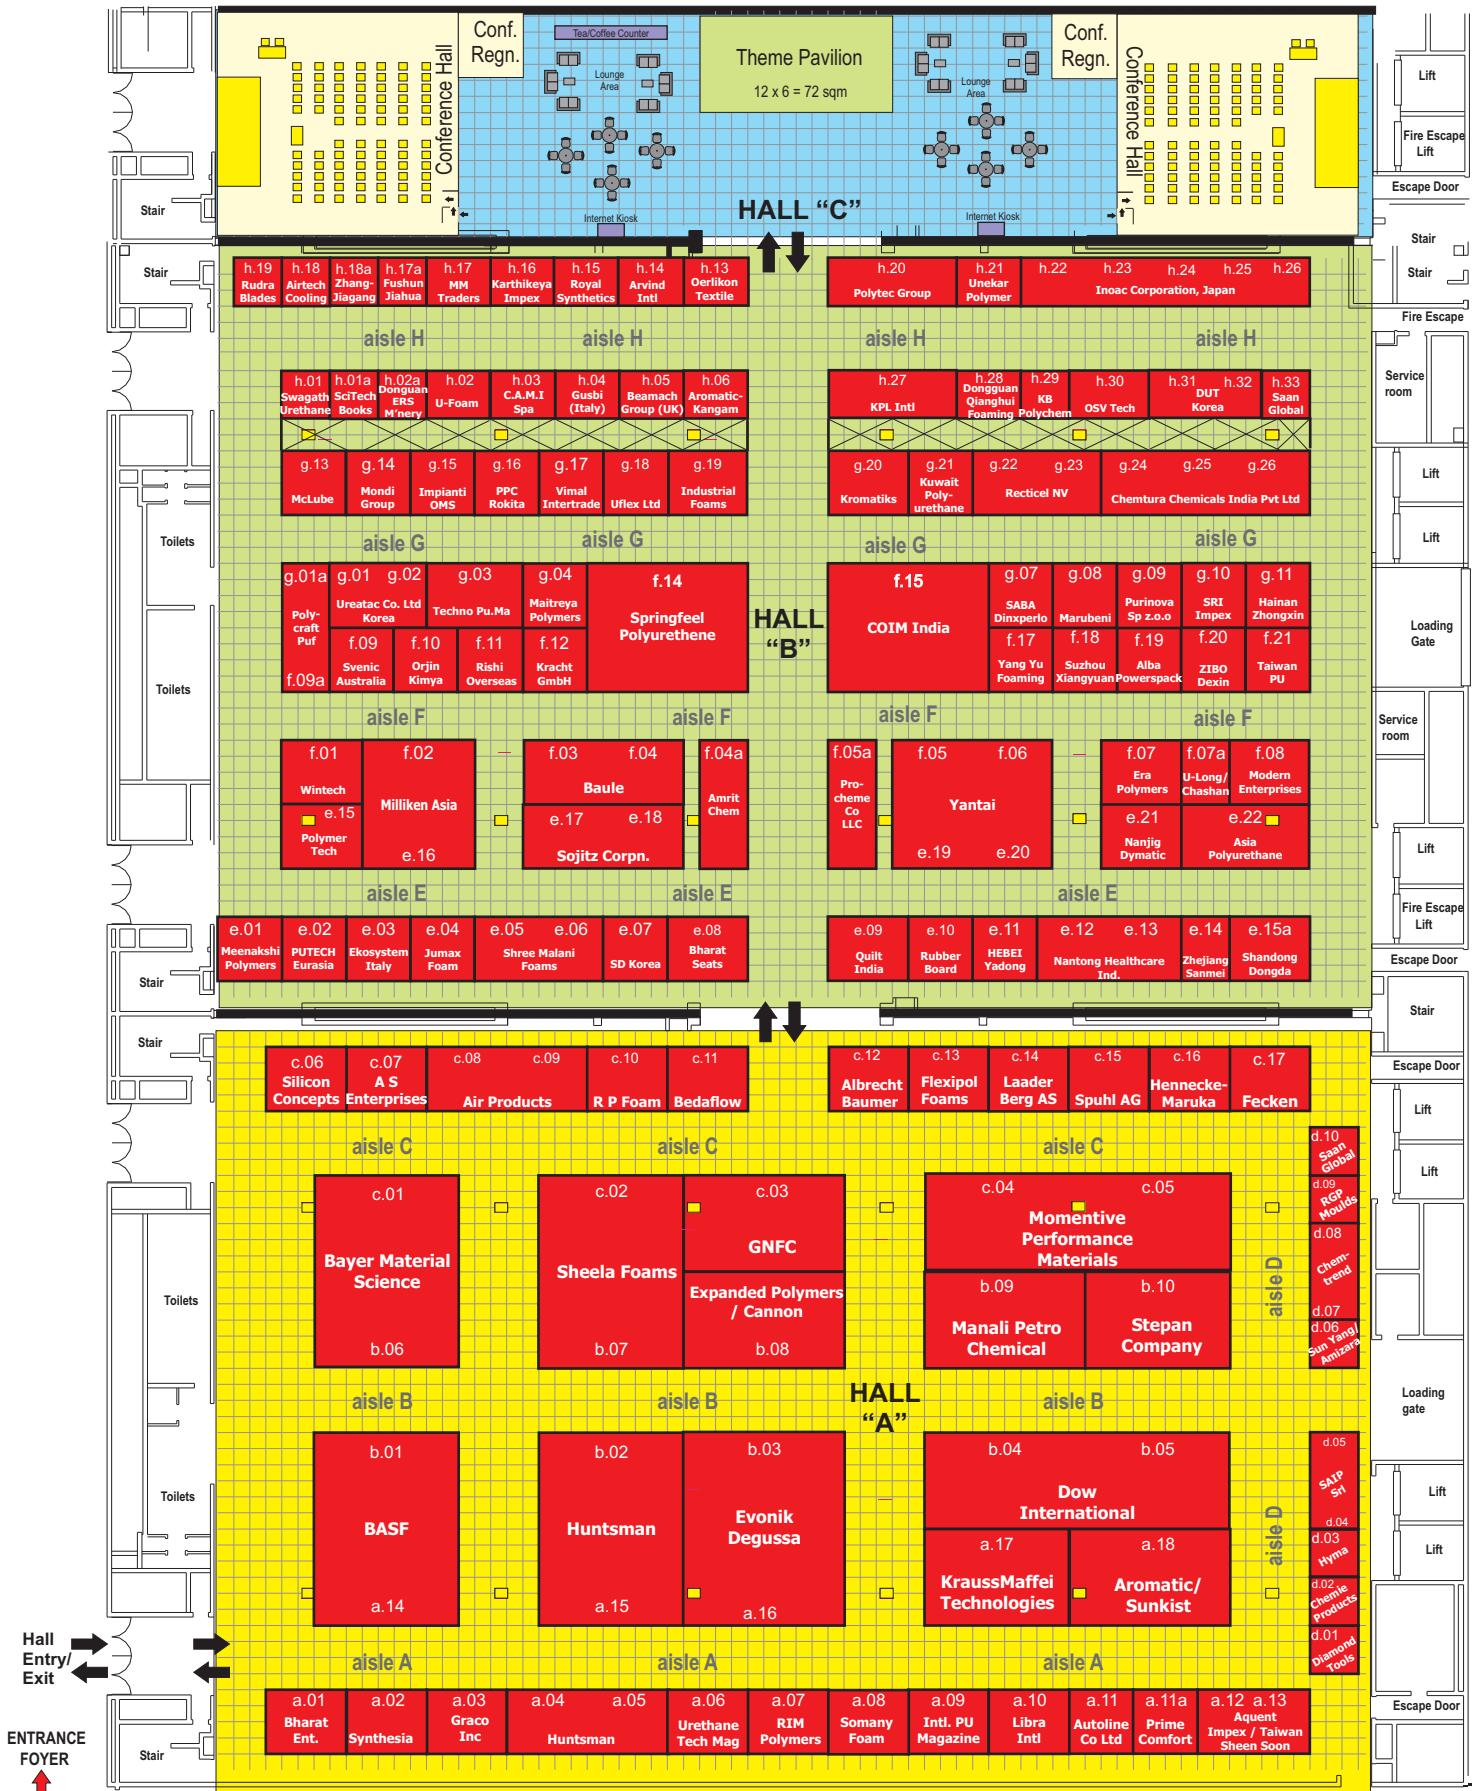 Conf.
Regn.
Tea/Coffee Counter
Lounge
Area
Theme Pavilion
12 x 6 = 72 sqm
Lounge
Area
Conf.
Regn.
Conference Hall
Conference Hall
Lift
Fire Escape
Lift
Escape Door
Stair
Internet Kiosk
HALL “C”
Internet Kiosk
Stair
Stair
Stair
Fire Escape
h.19
Rudra
Blades
h.18
Airtech
Cooling
h.18a
Zhang-
Jiagang
h.17a
Fushun
Jiahua
h.17
MM
Traders
h.16
Karthikeya
Impex
h.15
Royal
Synthetics
h.14
Arvind
Intl
h.13
Oerlikon
Textile
h.20
Polytec Group
h.21
Unekar
Polymer
h.22 h.23 h.24 h.25 h.26
Inoac Corporation, Japan
aisle H
aisle H
aisle H
aisle H
h.01
Swagath
Urethane
h.01a
SciTech
Books
h.02a
Donguan
ERS
M’nery
h.02
U-Foam
h.03
C.A.M.I
Spa
h.04
Gusbi
(Italy)
h.05
Beamach
Group (UK)
h.06
Aromatic-
Kangam
h.27
KPL Intl
h.28
Dongguan
Qianghui
Foaming
h.29
KB
Polychem
h.30
OSV Tech
h.31 h.32
DUT
Korea
h.33
Saan
Global
Service
room
g.13
McLube
g.14
Mondi
Group
g.15
Impianti
OMS
g.16
PPC
Rokita
g.17
Vimal
Intertrade
g.18
Uflex Ltd
g.19
Industrial
Foams
g.20
Kromatiks
g.21
Kuwait
Poly-
urethane
g.22 g.23
Recticel NV
g.24 g.25 g.26
Chemtura Chemicals India Pvt Ltd
Lift
Lift
Toilets
aisle G
aisle G
aisle G
aisle G
g.01a
Poly-
craft
Puf
f.09a
g.01 g.02
Ureatac Co. Ltd
Korea
g.03
Techno Pu.Ma
g.04
Maitreya
Polymers
f.14
Springfeel
Polyurethene
f.09
Svenic
Australia
f.10
Orjin
Kimya
f.11
Rishi
Overseas
f.12
Kracht
GmbH
HALL
“B”
f.15
COIM India
g.07
SABA
Dinxperlo
g.08
Marubeni
g.09
Purinova
Sp z.o.o
g.10
SRI
Impex
g.11
Hainan
Zhongxin
f.17
Yang Yu
Foaming
f.18
Suzhou
Xiangyuan
f.19
Alba
Powerspack
f.20
ZIBO
Dexin
f.21
Taiwan
PU
Loading
Gate
Toilets
aisle F
aisle F
aisle F
aisle F
Service
room
f.01
Wintech
f.02
Milliken Asia
e.16
e.15
Polymer
Tech
f.03 f.04
Baule
e.17 e.18
Sojitz Corpn.
f.04a
Amrit
Chem
f.05a
Pro-
cheme
Co
LLC
f.05 f.06
Yantai
e.19 e.20
f.07
Era
Polymers
f.07a
U-Long/
Chashan
f.08
Modern
Enterprises
e.21
Nanjig
Dymatic
e.22
Asia
Polyurethane
Lift
aisle E
aisle E
aisle E
Fire Escape
Lift
e.01
Meenakshi
Polymers
e.02
PUTECH
Eurasia
e.03
Ekosystem
Italy
e.04
Jumax
Foam
e.05 e.06
Shree Malani
Foams
e.07
SD Korea
e.08
Bharat
Seats
e.09
Quilt
India
e.10
Rubber
Board
e.11
HEBEI
Yadong
e.12 e.13
Nantong Healthcare
Ind.
e.14
Zhejiang
Sanmei
e.15a
Shandong
Dongda
Escape Door
Stair
Stair
Stair
Escape Door
c.06
Silicon
Concepts
c.07
A S
Enterprises
c.08 c.09
Air Products
c.10
R P Foam
c.11
Bedaflow
c.12
Albrecht
Baumer
c.13
Flexipol
Foams
c.14
Laader
Berg AS
c.15
Spuhl AG
c.16
Hennecke-
Maruka
c.17
Fecken
Lift
aisle C
aisle C
aisle C
d.10
Saan
Global
d.09
RGP
Moulds
d.08
Chem-
trend
d.07
d.06
Sun Yang/
Amizara
Lift
c.01
Bayer Material
Science
b.06
c.02
Sheela Foams
b.07
c.03
GNFC
Expanded Polymers
/ Cannon
b.08
c.04 c.05
Momentive
Performance
Materials
b.09
Manali Petro
Chemical
b.10
Stepan
Company
aisle D
Toilets
aisle B
aisle B
HALL
“A”
aisle B
Loading
gate
b.01
BASF
a.14
b.02
Huntsman
a.15
b.03
Evonik
Degussa
a.16
b.04 b.05
Dow
International
a.17
KraussMaffei
Technologies
a.18
Aromatic/
Sunkist
aisle D
d.05
SAIP
Srl
d.04
d.03
Hyma
d.02
Chemie
Products
d.01
Diamond
Tools
Lift
Lift
Toilets
Hall
Entry/
Exit
aisle A
aisle A
aisle A
Escape Door
a.01
Bharat
Ent.
a.02
Synthesia
a.03
Graco
Inc
a.04 a.05
Huntsman
a.06
Urethane
Tech Mag
a.07
RIM
Polymers
a.08
Somany
Foam
a.09
Intl. PU
Magazine
a.10
Libra
Intl
a.11
Autoline
Co Ltd
a.11a
Prime
Comfort
a.12 a.13
Aquent
Impex / Taiwan
Sheen Soon
Stair
Stair
ENTRANCE
FOYER